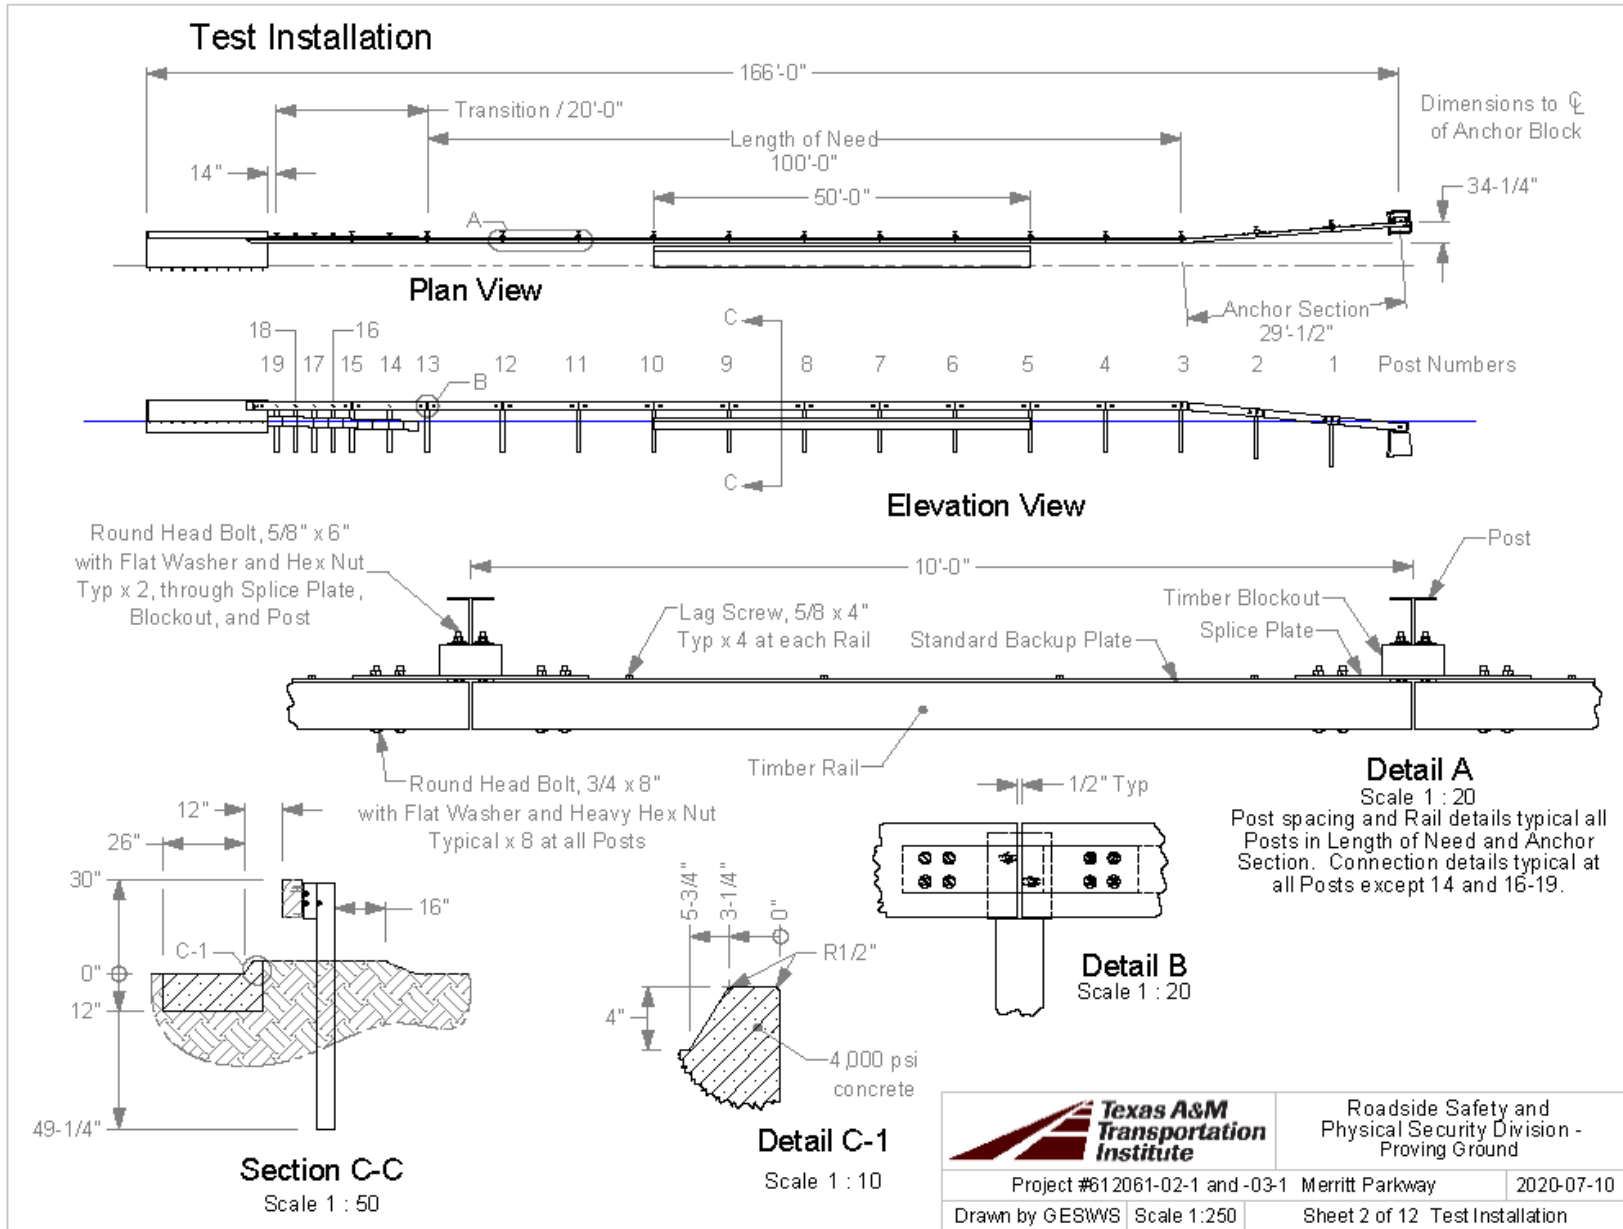 Test Installation
166'-0"
Transition / 20'-0"
Dimensions to ℄
of Anchor Block
Length of Need
100'-0"
14"
34-1/4"
50'-0"
A
Plan View
Anchor Section
29'-1/2"
C
18
16
19
17
15
14
13
12
11
10
9
8
7
6
5
4
3
2
1
Post Numbers
B
C
Elevation View
Round Head Bolt, 5/8" x 6"
with Flat Washer and Hex Nut
Typ x 2, through Splice Plate,
Blockout, and Post
10'-0"
Post
Lag Screw, 5/8 x 4"
Typ x 4 at each Rail
Standard Backup Plate
Timber Blockout
Splice Plate
Timber Rail
Round Head Bolt, 3/4 x 8"
with Flat Washer and Heavy Hex Nut
Typical x 8 at all Posts
Detail A
Scale 1 : 20
Post spacing and Rail details typical all
Posts in Length of Need and Anchor
Section. Connection details typical at
all Posts except 14 and 16-19.
12"
26"
30"
16"
C-1
0"
12"
49-1/4"
Section C-C
Scale 1 : 50
5-3/4"
3-1/4"
0"
R1/2"
4"
4,000 psi
concrete
Detail C-1
Scale 1 : 10
1/2" Typ
Detail B
Scale 1 : 20
Texas A&M
Transportation
Institute
Roadside Safety and
Physical Security Division -
Proving Ground
Project #612061-02-1 and -03-1 Merritt Parkway
2020-07-10
Drawn by GES\WS
Scale 1:250
Sheet 2 of 12 Test Installation